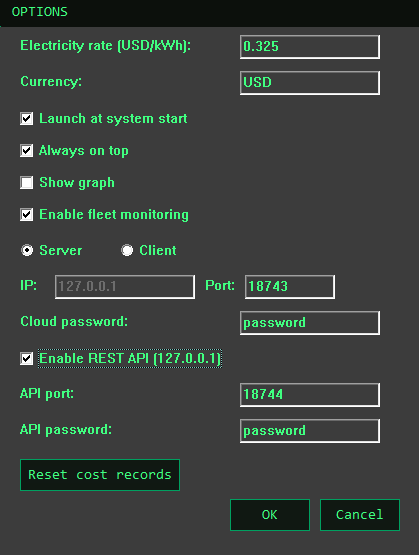 OPTIONS
Electricity rate (USD/kWh): 0.325
Currency: USD
Launch at system start
Always on top
Show graph
Enable fleet monitoring
Server Client
IP: 127.0.0.1 Port: 18743
Cloud password: password
Enable REST API (127.0.0.1)
API port: 18744
API password: password
Reset cost records
OK Cancel